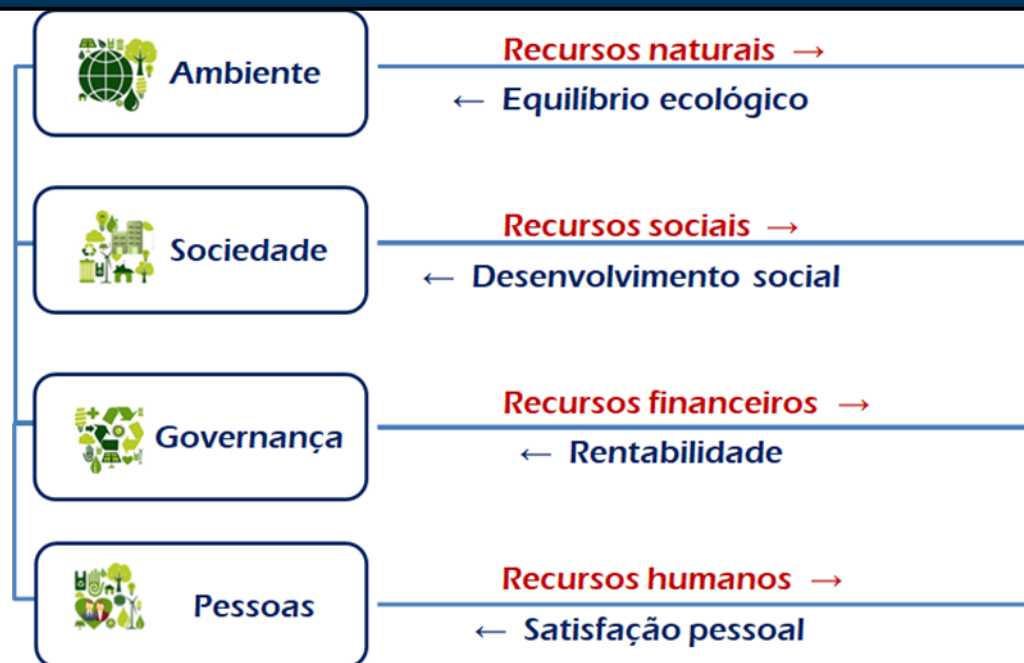 Ambiente
Recursos naturais →
← Equilíbrio ecológico
Sociedade
Recursos sociais →
← Desenvolvimento social
Governança
Recursos financeiros →
← Rentabilidade
Pessoas
Recursos humanos →
← Satisfação pessoal